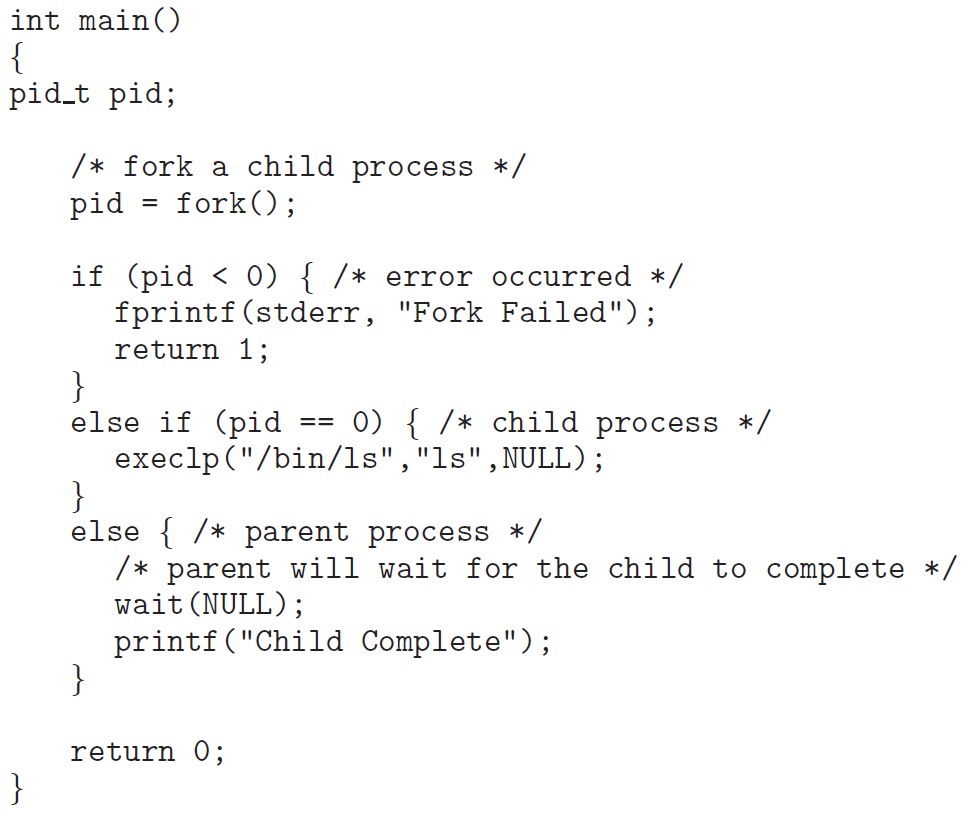 int main()
{
pid_t pid;
/* fork a child process */
pid = fork();
if (pid < 0) { /* error occurred */
fprintf(stderr, "Fork Failed");
return 1;
}
else if (pid == 0) { /* child process */
execlp("/bin/ls","ls",NULL);
}
else { /* parent process */
/* parent will wait for the child to complete */
wait(NULL);
printf("Child Complete");
}
return 0;
}